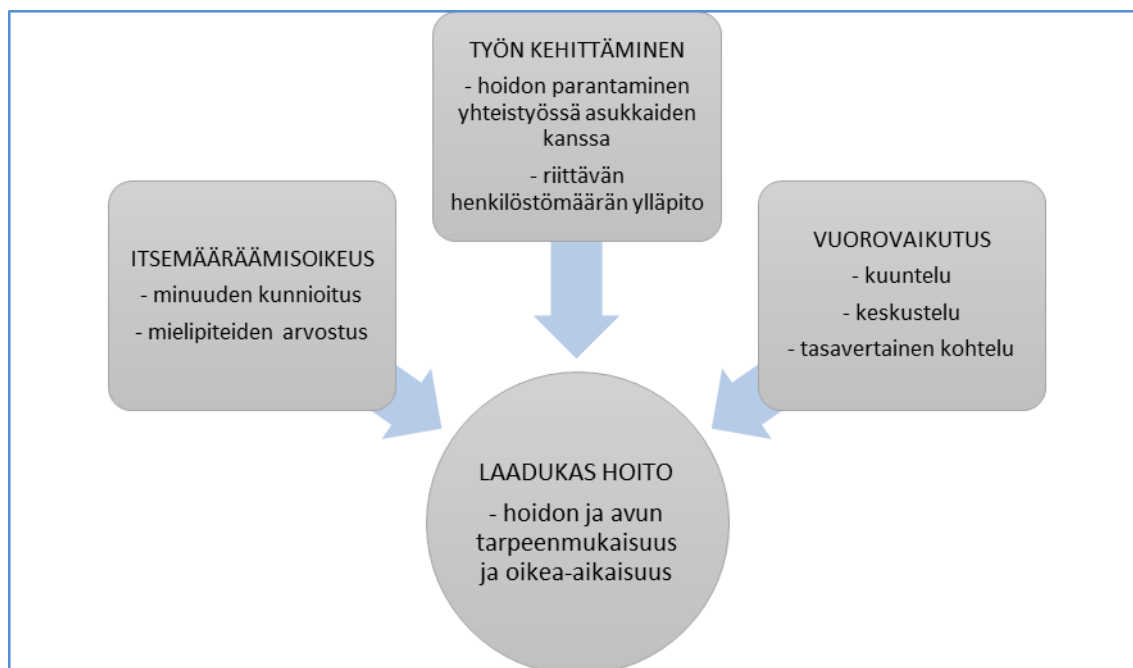 TYÖN KEHITTÄMINEN
- hoidon parantaminen
yhteistyössä asukkaiden
kanssa
- riittävän
henkilöstömäärän ylläpito
ITSEMÄÄRÄÄMISOIKEUS
- minuuden kunnioitus
- mielipiteiden arvostus
VUOROVAIKUTUS
- kuuntelu
- keskustelu
- tasavertainen kohtelu
LAADUKAS HOITO
- hoidon ja avun
tarpeenmukaisuus
ja oikea-aikaisuus